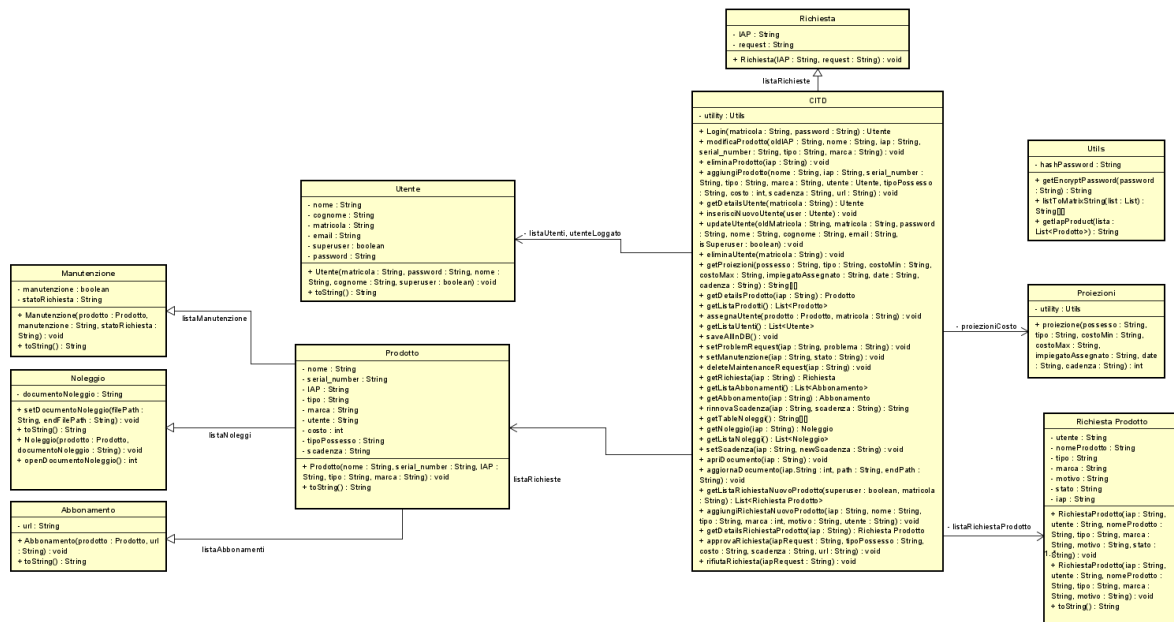 Richiesta
- IAP : String
- request : String
+ Richiesta(IAP : String, request : String) : void
listaRichieste
CITD
- utility : Utils
+ Login(matricola : String, password : String) : Utente
+ modificaProdotto(oldIAP : String, nome : String, iap : String,
serial_number : String, tipo : String, marca : String) : void
+ eliminaProdotto(iap : String) : void
+ aggiungiProdotto(nome : String, iap : String, serial_number :
String, tipo : String, marca : String, utente : Utente, tipoPossesso
: String, costo : int, scadenza : String, url : String) : void
+ getDetailsUtente(matricola : String) : Utente
+ inserisciNuovoUtente(user : Utente) : void
+ updateUtente(oldMatricola : String, matricola : String, password
: String, nome : String, cognome : String, email : String,
isSuperuser : boolean) : void
+ eliminaUtente(matricola : String) : void
+ getProiezioni(possesso : String, tipo : String, costoMin : String,
costoMax : String, impiegatoAssegnato : String, date : String,
cadenza : String) : String[][]
+ getDetailsProdotto(iap : String) : Prodotto
+ getListaProdotti() : List<Prodotto>
+ assegnaUtente(prodotto : Prodotto, matricola : String) : void
+ getListaUtenti() : List<Utente>
+ saveAllInDB() : void
+ setProblemRequest(iap : String, problema : String) : void
+ setManutenzione(iap : String, stato : String) : void
+ deleteMaintenanceRequest(iap : String) : void
+ getRichiesta(iap : String) : Richiesta
+ getListaAbbonamenti() : List<Abbonamento>
+ getAbbonamento(iap : String) : Abbonamento
+ rinnovaScadenza(iap : String, scadenza : String) : String
+ getTableNoleggi() : String[][]
+ getNoleggio(iap : String) : Noleggio
+ getListaNoleggi() : List<Noleggio>
+ setScadenza(iap : String, newScadenza : String) : void
+ apriDocumento(iap : String) : void
+ aggiornaDocumento(iap.String : int, path : String, endPath :
String) : void
+ getListaRichiestaNuovoProdotto(superuser : boolean, matricola
: String) : List<Richiesta Prodotto>
+ aggiungiRichiestaNuovoProdotto(iap : String, nome : String,
tipo : String, marca : int, motivo : String, utente : String) : void
+ getDetailsRichiestaProdotto(iap : String) : Richiesta Prodotto
+ approvaRichiesta(iapRequest : String, tipoPossesso : String,
costo : String, scadenza : String, url : String) : void
+ rifiutaRichiesta(iapRequest : String) : void
Utils
- hashPassword : String
+ getEncryptPassword(password
: String) : String
+ listToMatrixString(list : List) :
String[][]
+ getIapProduct(lista :
List<Prodotto>) : String
Utente
- nome : String
- cognome : String
- matricola : String
- email : String
- superuser : boolean
- password : String
+ Utente(matricola : String, password : String, nome :
String, cognome : String, superuser : boolean) : void
+ toString() : String
- listaUtenti, utenteLoggato
Manutenzione
- manutenzione : boolean
- statoRichiesta : String
+ Manutenzione(prodotto : Prodotto,
manutenzione : String, statoRichiesta :
String) : void
+ toString() : String
listaManutenzione
Proiezioni
- utility : Utils
+ proiezione(possesso : String,
tipo : String, costoMin : String,
costoMax : String,
impiegatoAssegnato : String, date
: String, cadenza : String) : int
- proiezioniCosto
Prodotto
- nome : String
- serial_number : String
- IAP : String
- tipo : String
- marca : String
- utente : String
- costo : int
- tipoPossesso : String
- scadenza : String
+ Prodotto(nome : String, serial_number : String, IAP :
String, tipo : String, marca : String) : void
+ toString() : String
listaRichieste
Noleggio
- documentoNoleggio : String
+ setDocumentoNoleggio(filePath :
String, endFilePath : String) : void
+ toString() : String
+ Noleggio(prodotto : Prodotto,
documentoNoleggio : String) : void
+ openDocumentoNoleggio() : int
listaNoleggi
Abbonamento
- url : String
+ Abbonamento(prodotto : Prodotto, url
: String) : void
+ toString() : String
listaAbbonamenti
Richiesta Prodotto
- utente : String
- nomeProdotto : String
- tipo : String
- marca : String
- motivo : String
- stato : String
- iap : String
+ RichiestaProdotto(iap : String,
utente : String, nomeProdotto :
String, tipo : String, marca :
String, motivo : String, stato :
String) : void
+ RichiestaProdotto(iap : String,
utente : String, nomeProdotto :
String, tipo : String, marca :
String, motivo : String) : void
+ toString() : String
- listaRichiestaProdotto